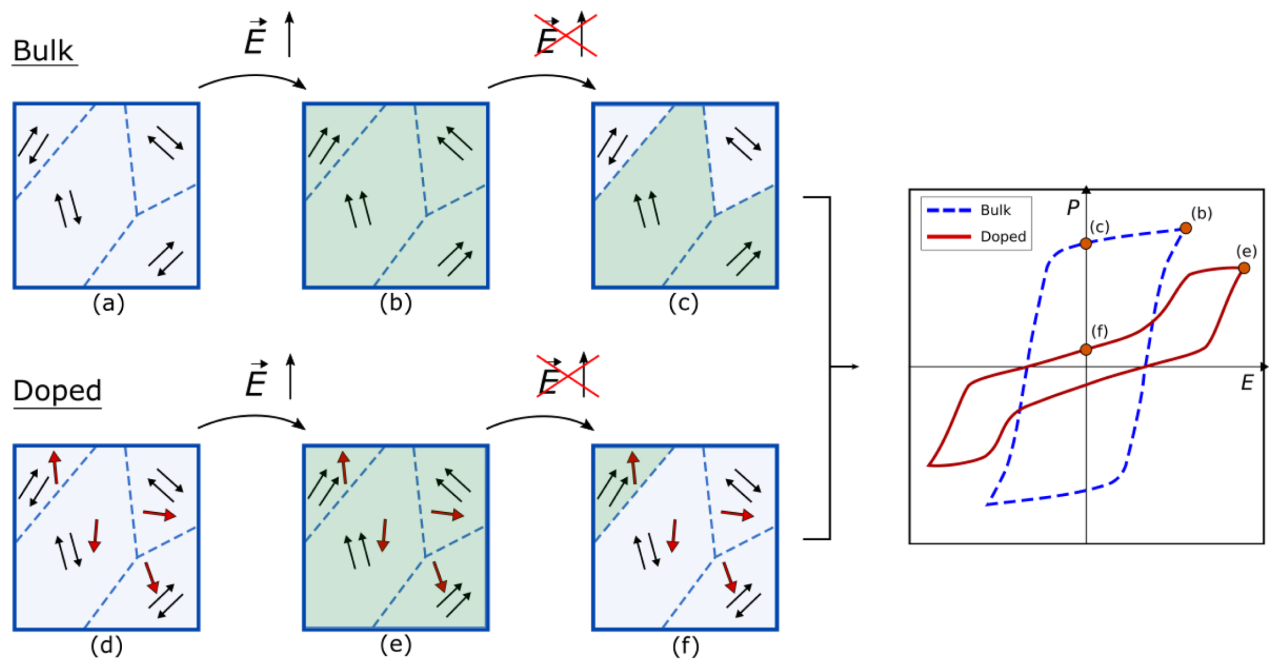 Bulk
E⃗
E⃗
(a)
(b)
(c)
Doped
E⃗
E⃗
(d)
(e)
(f)
P
E
Bulk
Doped
(b)
(c)
(e)
(f)